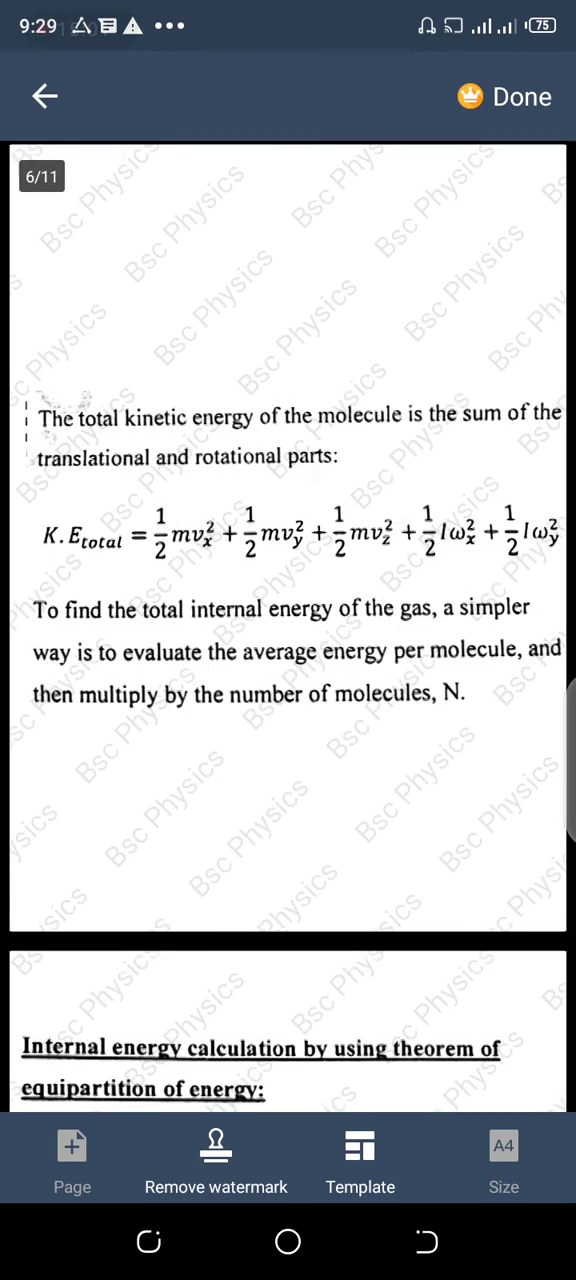 9:29
75
Done
6/11
The total kinetic energy of the molecule is the sum of the
translational and rotational parts:
K.E_total = 1/2 mv_x^2 + 1/2 mv_y^2 + 1/2 mv_z^2 + 1/2 Iω_x^2 + 1/2 Iω_y^2
To find the total internal energy of the gas, a simpler
way is to evaluate the average energy per molecule, and
then multiply by the number of molecules, N.
Bsc Physics
Internal energy calculation by using theorem of
equipartition of energy:
A4
Page Remove watermark Template Size